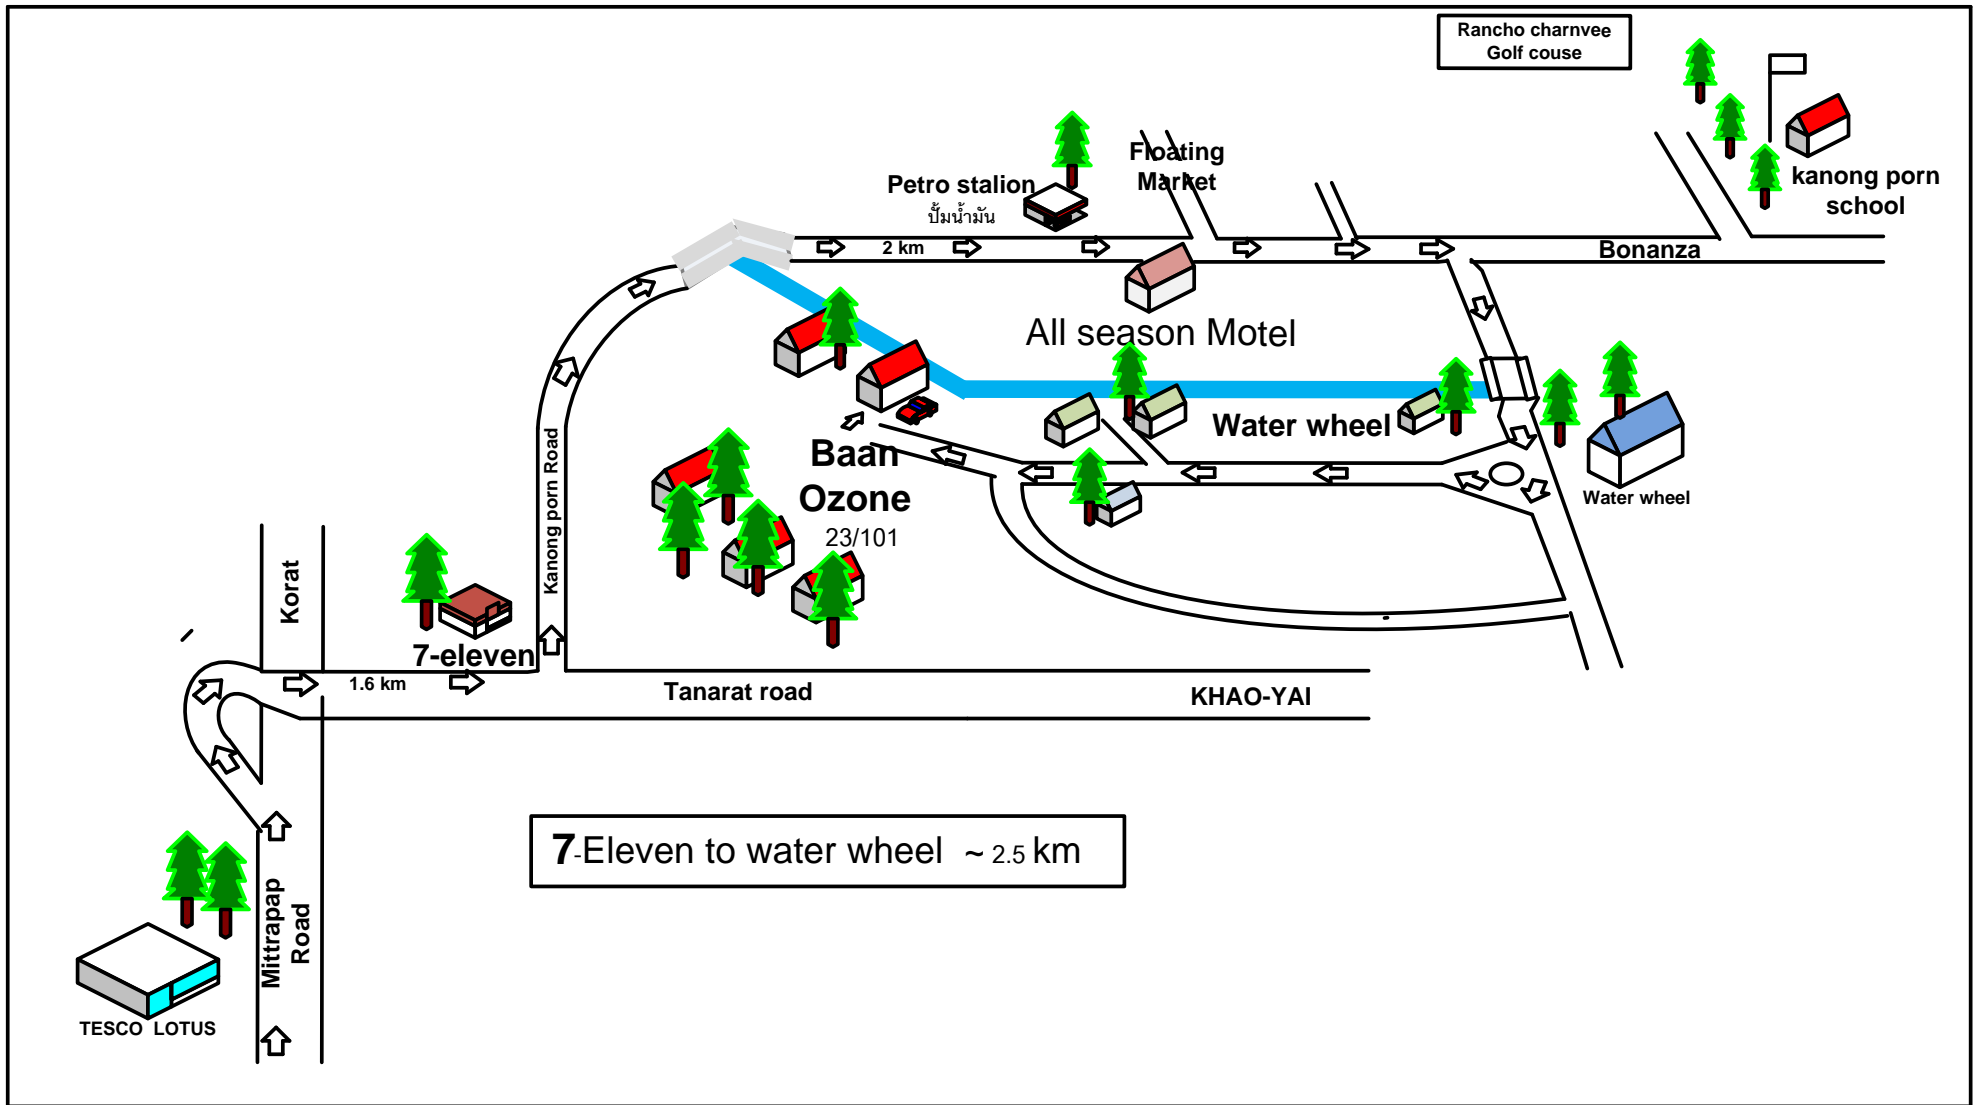 Rancho charnvee
Golf couse
Floating
Market
Petro stalion
ปั้มน้ำมัน
kanong porn
school
2 km
Bonanza
All season Motel
Water wheel
Baan
Ozone
23/101
Water wheel
Kanong porn Road
Korat
7-eleven
1.6 km
Tanarat road
KHAO-YAI
7-Eleven to water wheel ~ 2.5 km
Mittrapap
Road
TESCO LOTUS